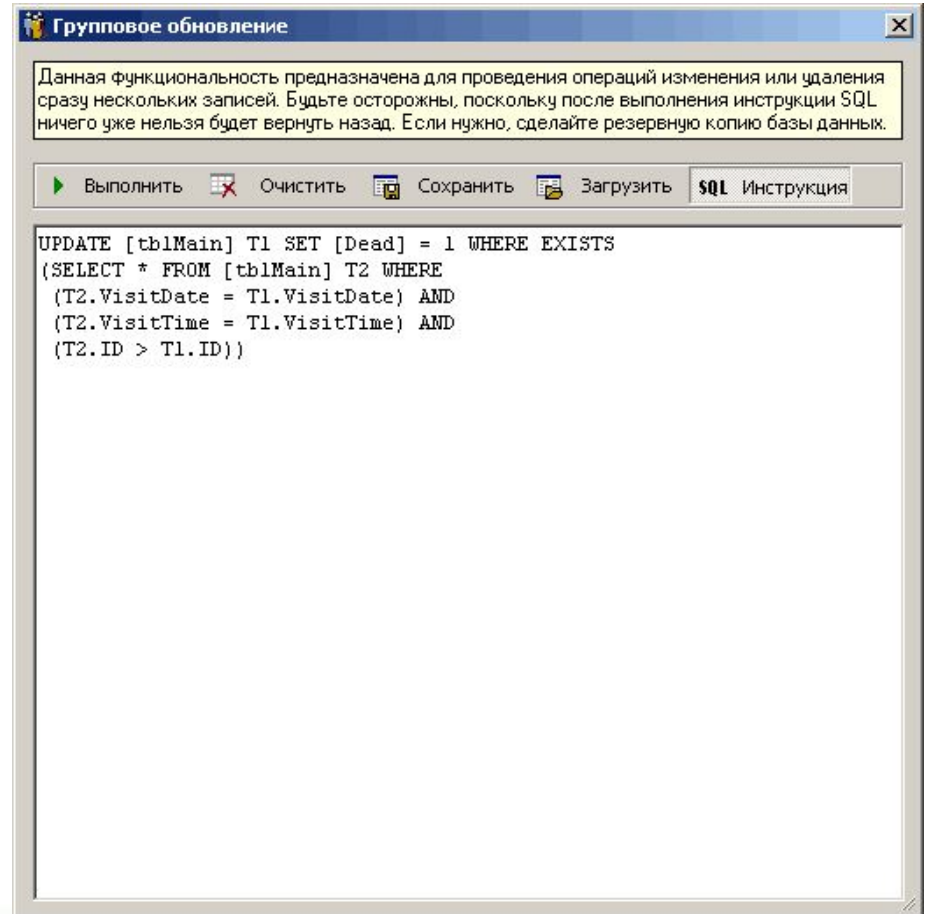 Групповое обновление
Данная функциональность предназначена для проведения операций изменения или удаления
сразу нескольких записей. Будьте осторожны, поскольку после выполнения инструкции SQL
ничего уже нельзя будет вернуть назад. Если нужно, сделайте резервную копию базы данных.
Выполнить Очистить Сохранить Загрузить SQL Инструкция
UPDATE [tblMain] T1 SET [Dead] = 1 WHERE EXISTS
(SELECT * FROM [tblMain] T2 WHERE
(T2.VisitDate = T1.VisitDate) AND
(T2.VisitTime = T1.VisitTime) AND
(T2.ID > T1.ID))